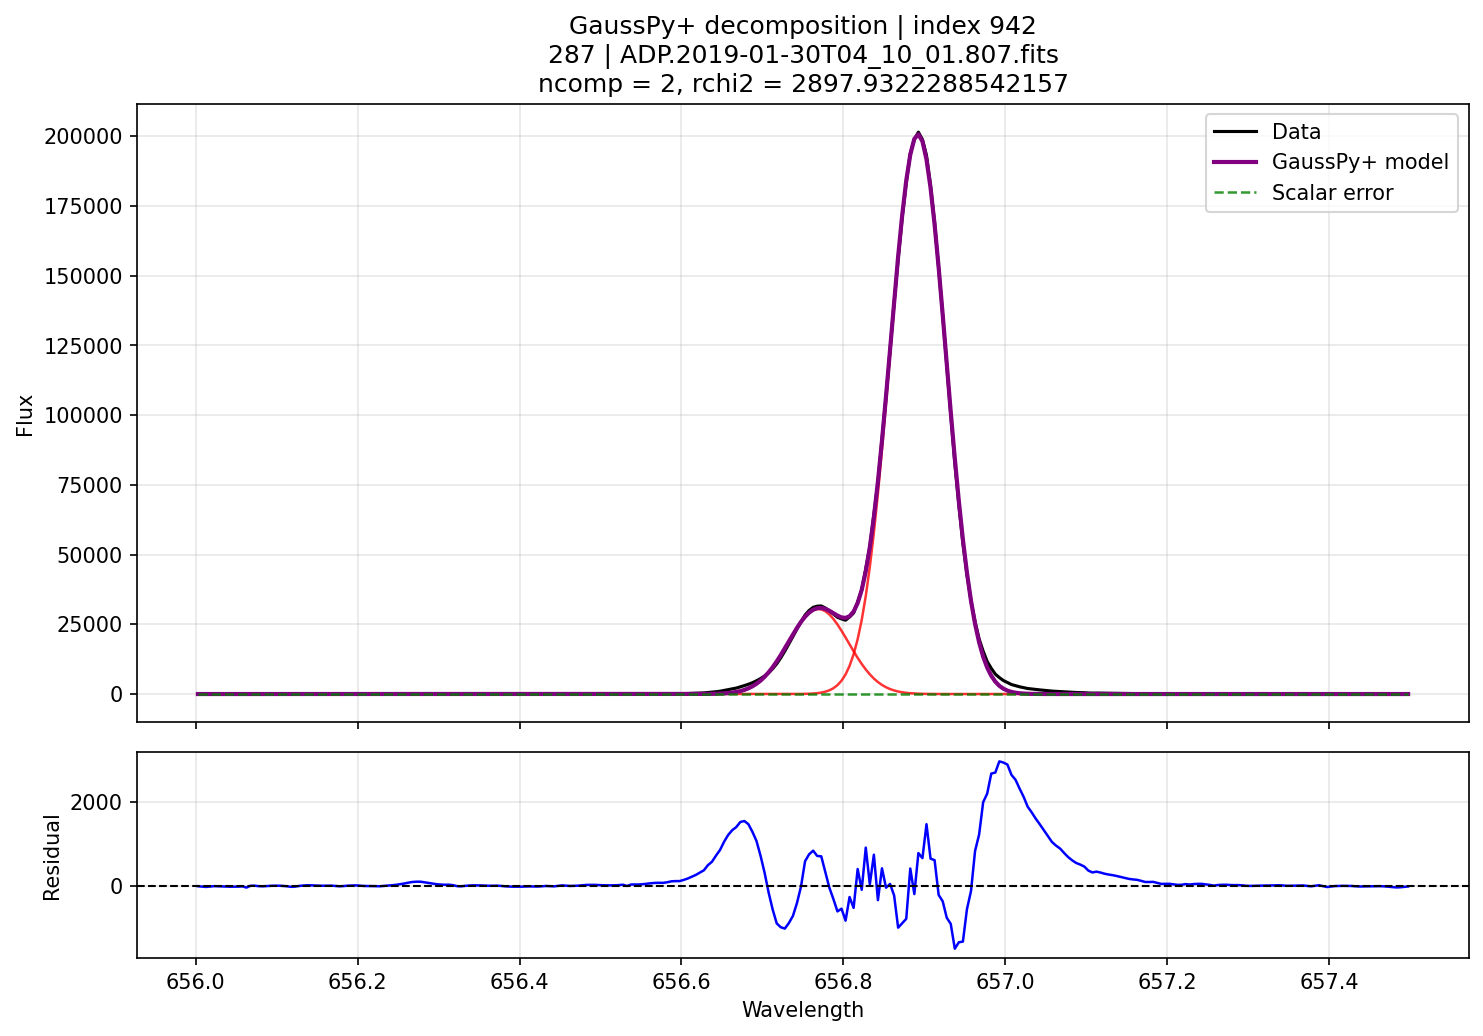 GaussPy+ decomposition | index 942
287 | ADP.2019-01-30T04_10_01.807.fits
ncomp = 2, rchi2 = 2897.9322288542157
Data
GaussPy+ model
Scalar error
200000
175000
150000
125000
100000
75000
50000
25000
0
Flux
2000
0
Residual
656.0 656.2 656.4 656.6 656.8 657.0 657.2 657.4
Wavelength